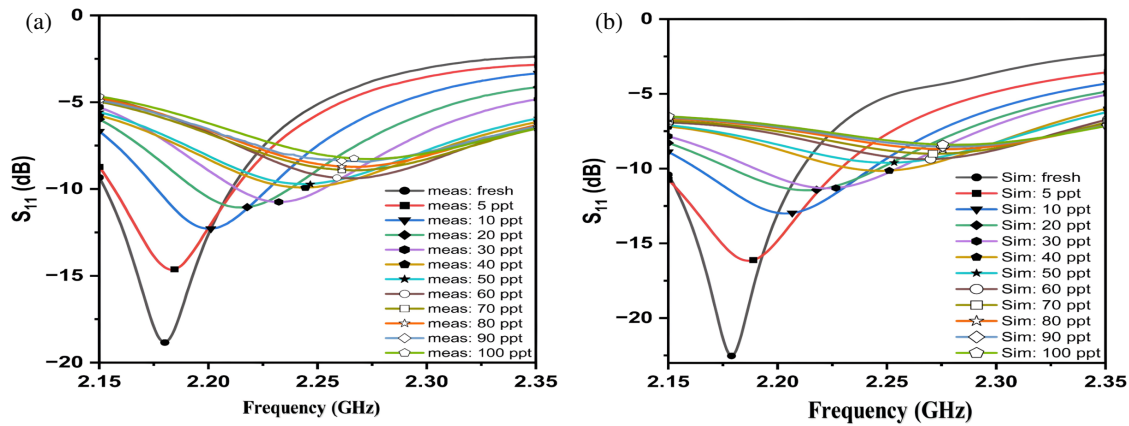 (a)
0
−5
−10
−15
−20
S11 (dB)
2.15
2.20
2.25
2.30
2.35
Frequency (GHz)
meas: fresh
meas: 5 ppt
meas: 10 ppt
meas: 20 ppt
meas: 30 ppt
meas: 40 ppt
meas: 50 ppt
meas: 60 ppt
meas: 70 ppt
meas: 80 ppt
meas: 90 ppt
meas: 100 ppt
(b)
0
−5
−10
−15
−20
S11 (dB)
2.15
2.20
2.25
2.30
2.35
Frequency (GHz)
Sim: fresh
Sim: 5 ppt
Sim: 10 ppt
Sim: 20 ppt
Sim: 30 ppt
Sim: 40 ppt
Sim: 50 ppt
Sim: 60 ppt
Sim: 70 ppt
Sim: 80 ppt
Sim: 90 ppt
Sim: 100 ppt